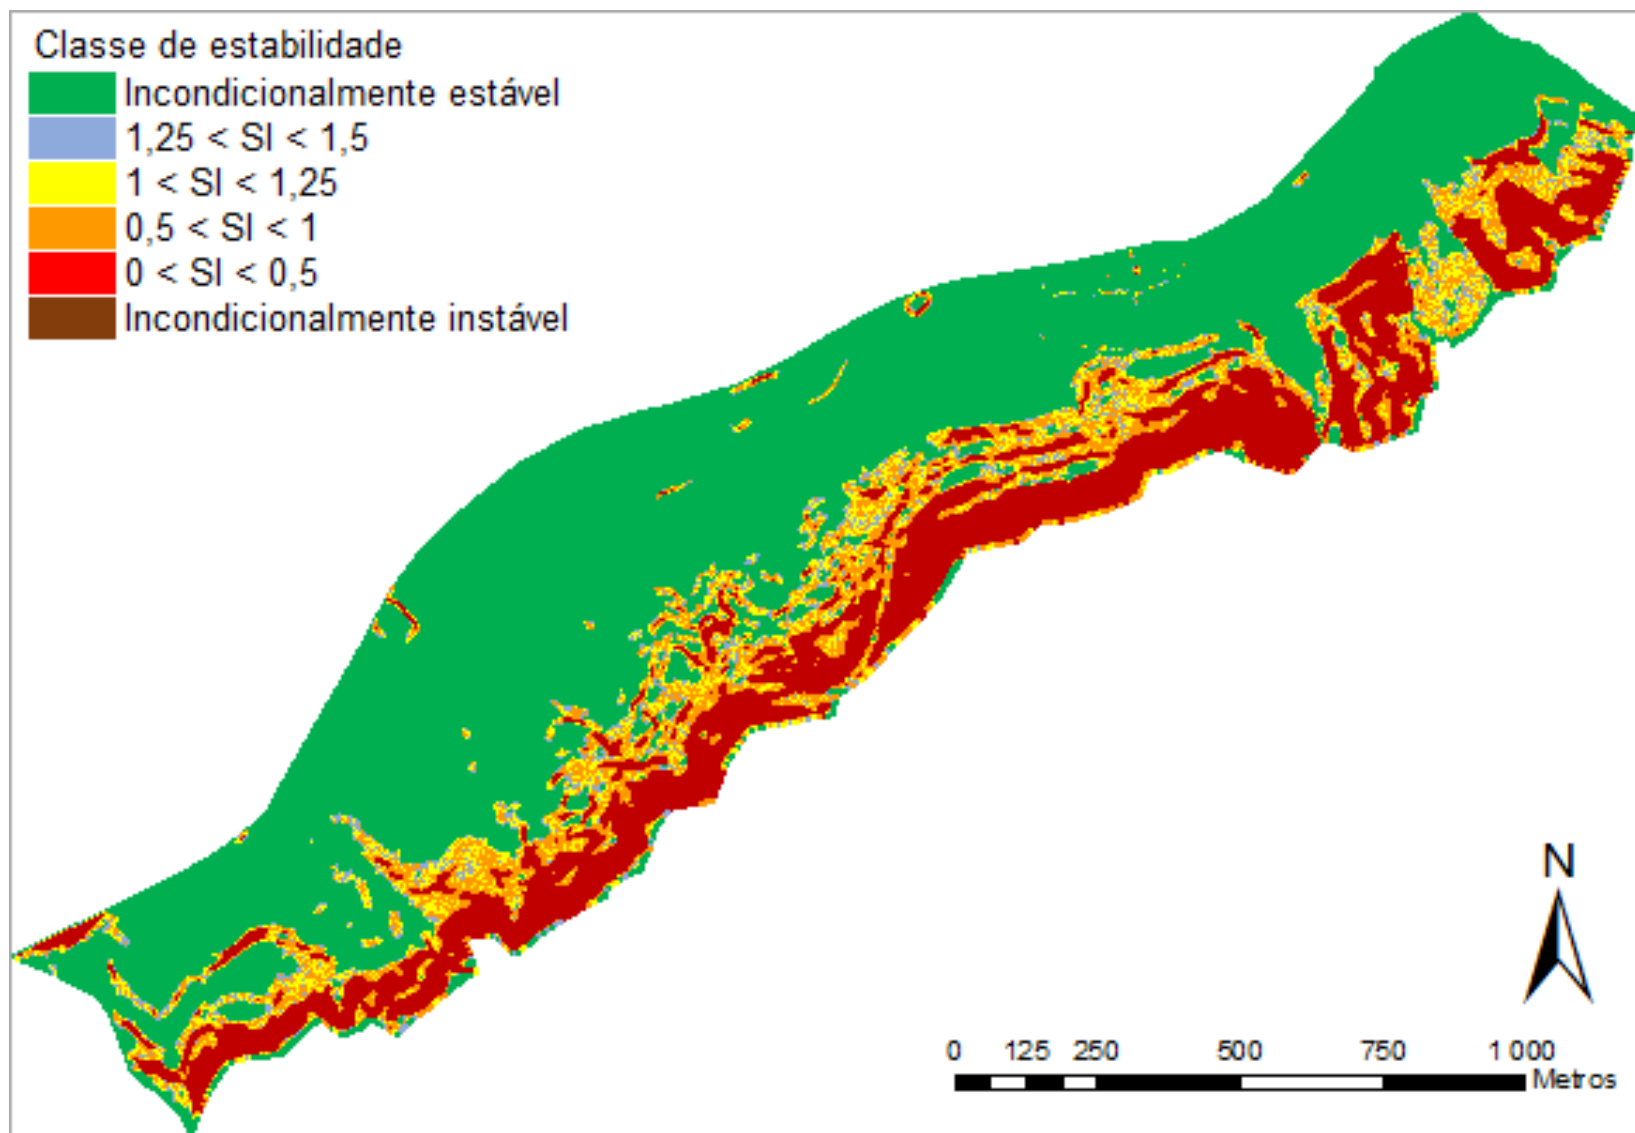 Classe de estabilidade
Incondicionalmente estável
1,25 < SI < 1,5
1 < SI < 1,25
0,5 < SI < 1
0 < SI < 0,5
Incondicionalmente instável
N
0 125 250 500 750 1 000
Metros